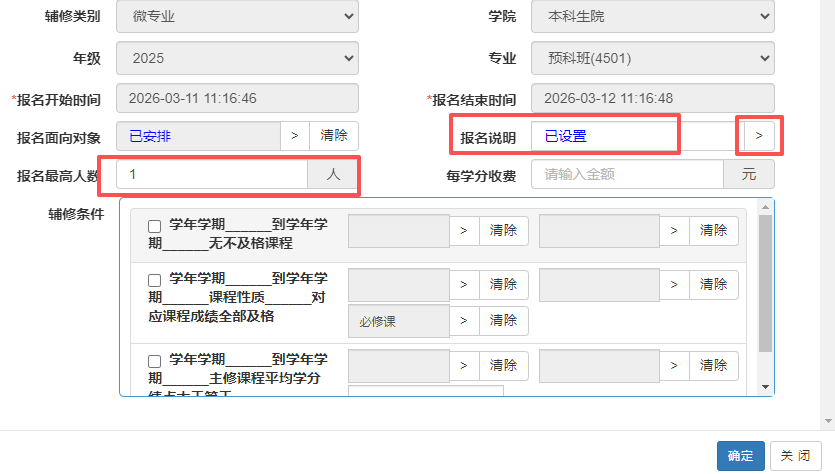 辅修类别 微专业 学院 本科生院
年级 2025 专业 预科班(4501)
*报名开始时间 2026-03-11 11:16:46 *报名结束时间 2026-03-12 11:16:48
报名面向对象 已安排 > 清除 报名说明 已设置 >
报名最高人数 1 人 每学分收费 请输入金额 元
辅修条件
学年学期______到学年学
期______无不及格课程
> 清除 > 清除
学年学期______到学年学
期______课程性质______对
应课程成绩全部及格
> 清除 > 清除
必修课 > 清除
学年学期______到学年学
期______主修课程平均学分
> 清除 > 清除
确定 关 闭